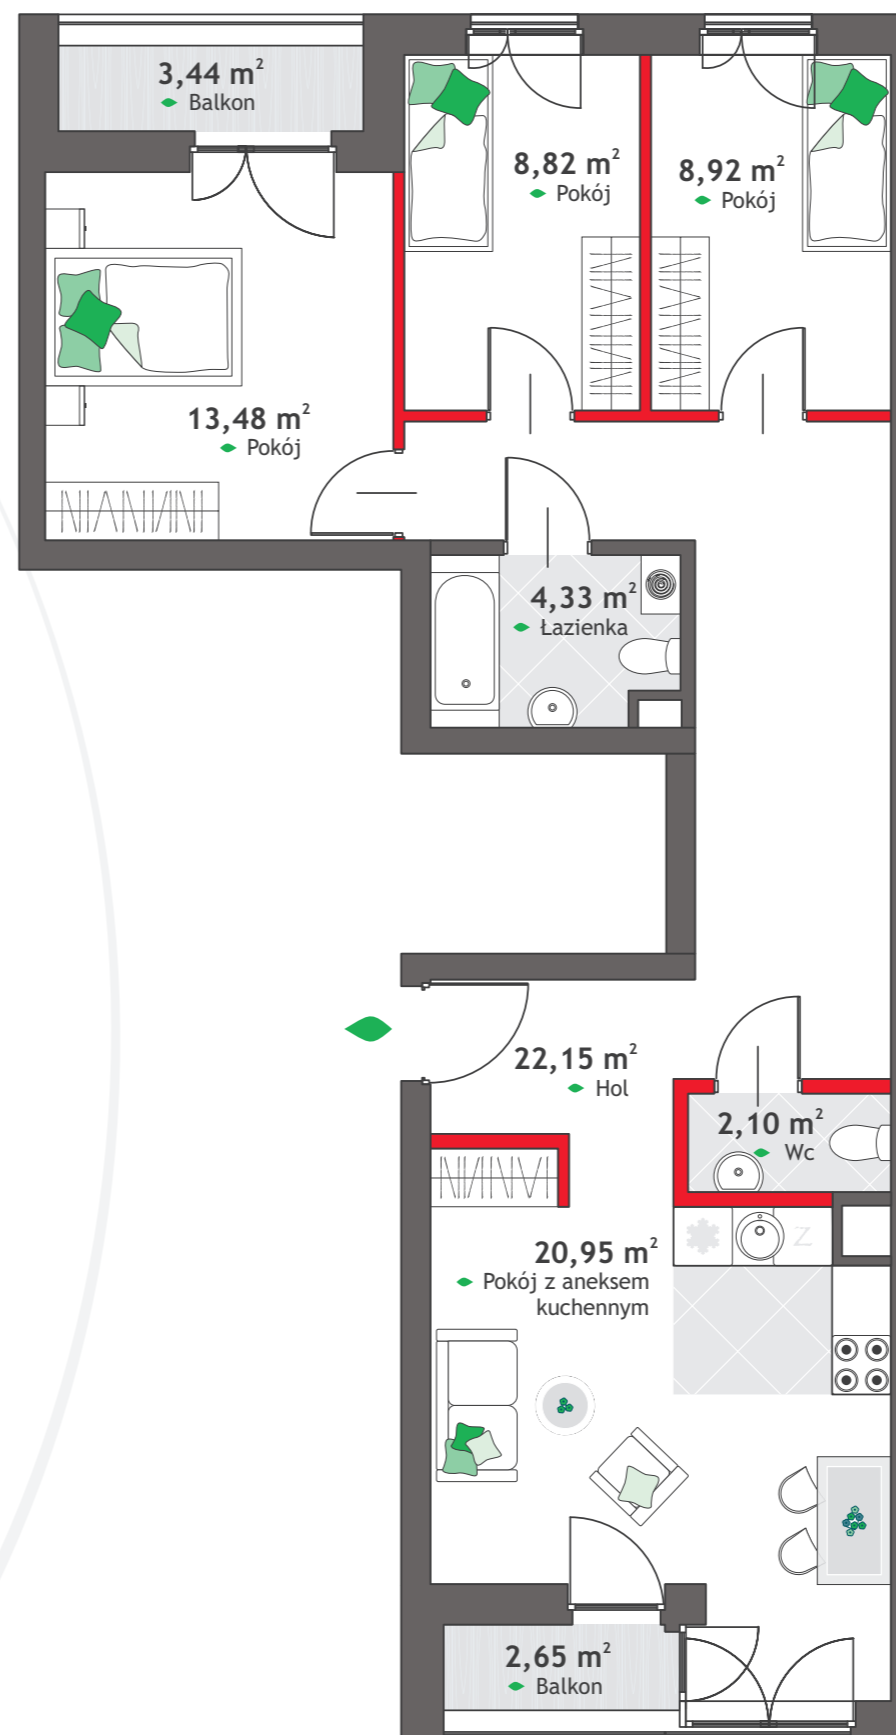 3,44 m²
Balkon
8,82 m²
Pokój
8,92 m²
Pokój
13,48 m²
Pokój
4,33 m²
Łazienka
22,15 m²
Hol
2,10 m²
Wc
20,95 m²
Pokój z aneksem
kuchennym
Z
2,65 m²
Balkon